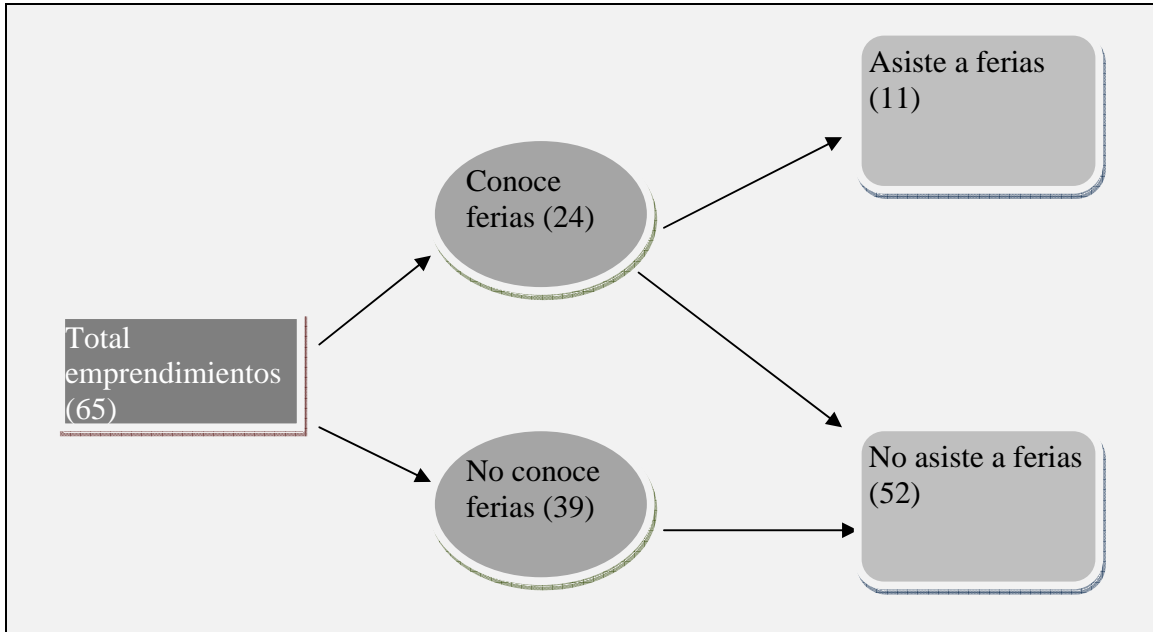 Asiste a ferias
(11)
Conoce
ferias (24)
Total
emprendimientos
(65)
No conoce
ferias (39)
No asiste a ferias
(52)